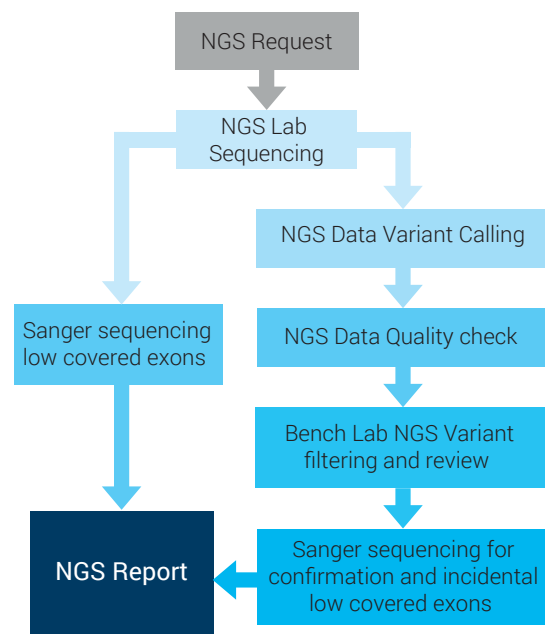 NGS Request
NGS Lab
Sequencing
NGS Data Variant Calling
Sanger sequencing
low covered exons
NGS Data Quality check
Bench Lab NGS Variant
filtering and review
NGS Report
Sanger sequencing for
confirmation and incidental
low covered exons